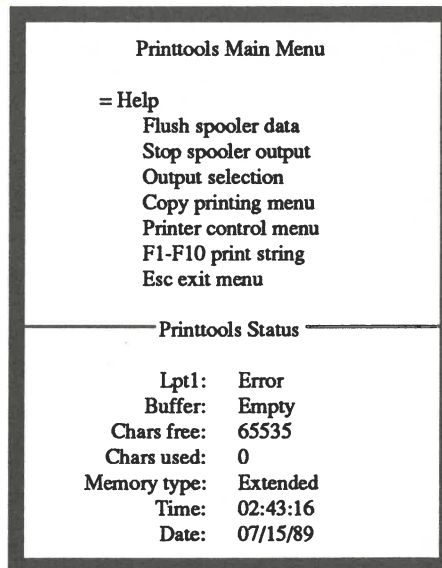 Printtools Main Menu
= Help
Flush spooler data
Stop spooler output
Output selection
Copy printing menu
Printer control menu
F1-F10 print string
Esc exit menu
Printtools Status
Lpt1: Error
Buffer: Empty
Chars free: 65535
Chars used: 0
Memory type: Extended
Time: 02:43:16
Date: 07/15/89